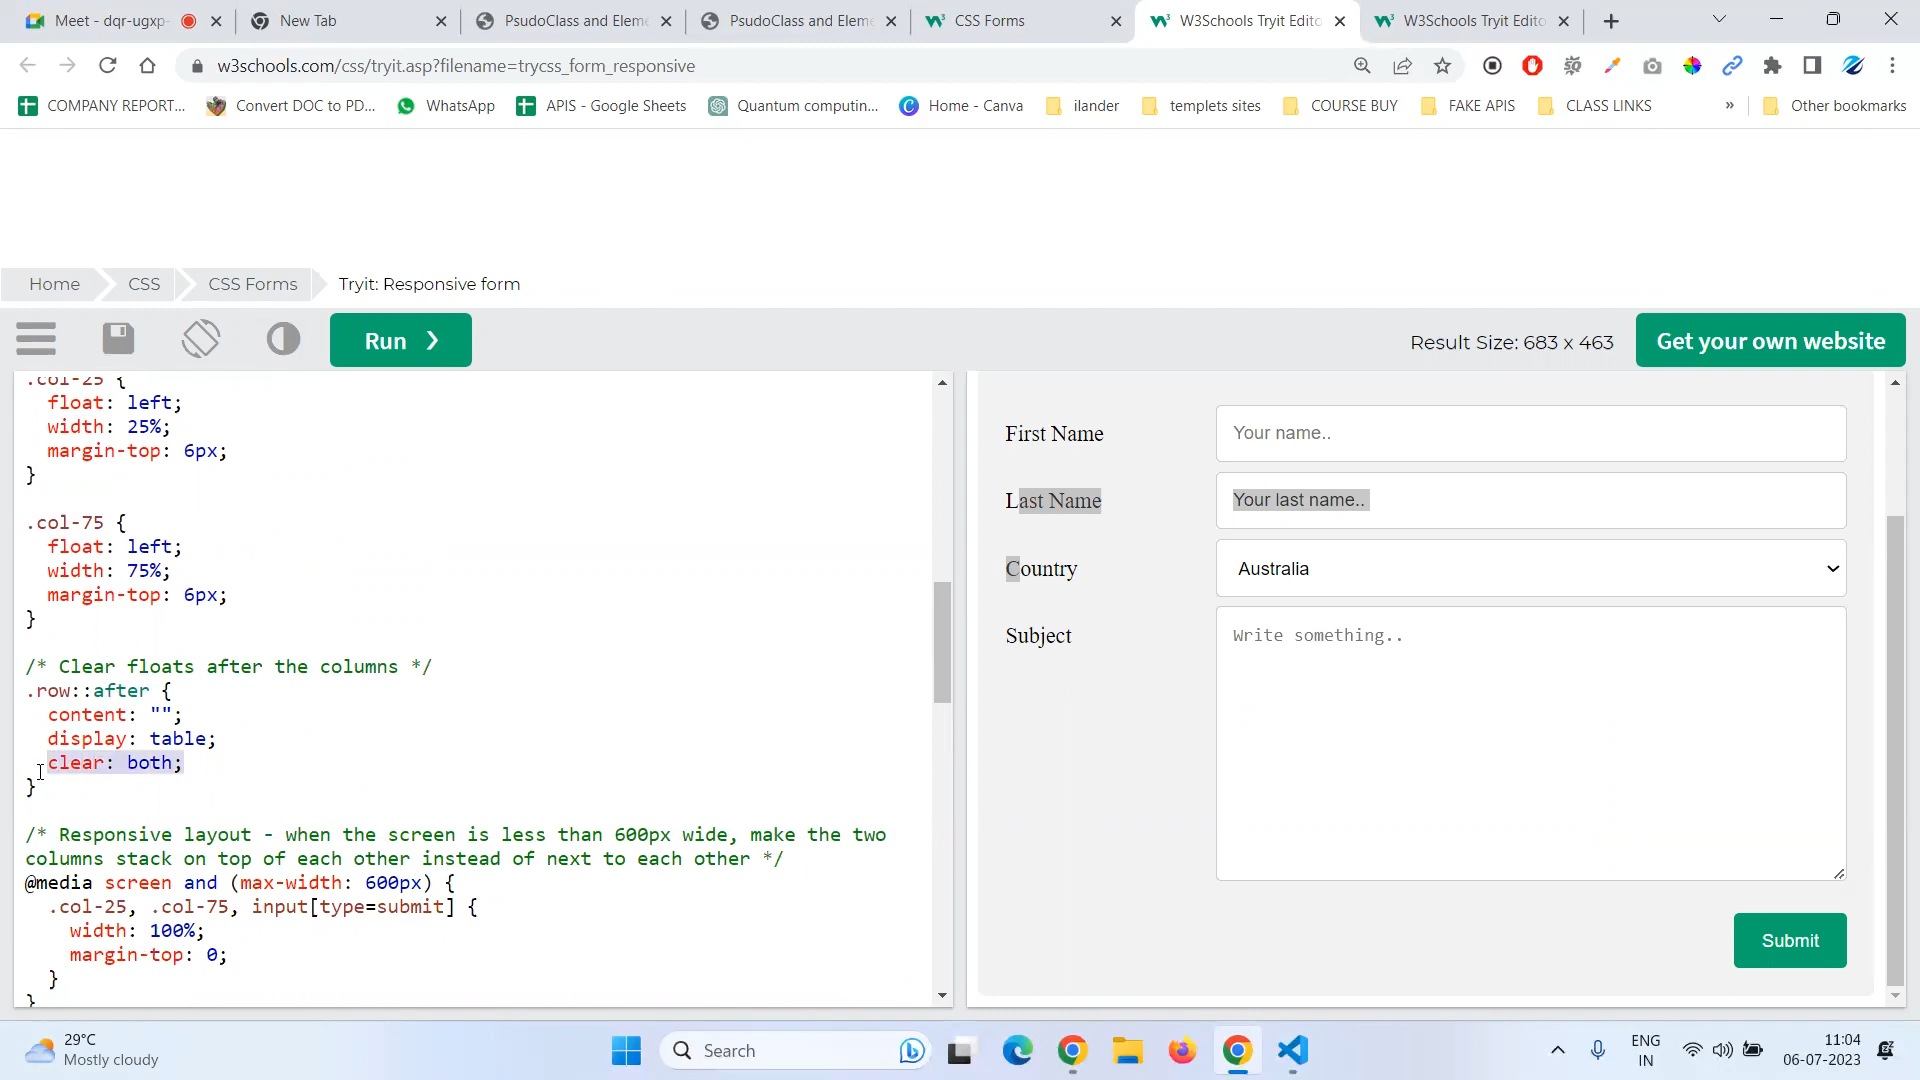 Meet - dqr-ugxp-
New Tab
PsudoClass and Eleme
PsudoClass and Eleme
CSS Forms
W3Schools Tryit Edito
W3Schools Tryit Edito
w3schools.com/css/tryit.asp?filename=trycss_form_responsive
COMPANY REPORT...
Convert DOC to PD...
WhatsApp
APIS - Google Sheets
Quantum computin...
Home - Canva
ilander
templets sites
COURSE BUY
FAKE APIS
CLASS LINKS
»
Other bookmarks
Home
CSS
CSS Forms
Tryit: Responsive form
Run ❯
Result Size: 683 x 463
Get your own website
.col-25 {
float: left;
width: 25%;
margin-top: 6px;
}
.col-75 {
float: left;
width: 75%;
margin-top: 6px;
}
/* Clear floats after the columns */
.row::after {
content: "";
display: table;
clear: both;
}
/* Responsive layout - when the screen is less than 600px wide, make the two
columns stack on top of each other instead of next to each other */
@media screen and (max-width: 600px) {
.col-25, .col-75, input[type=submit] {
width: 100%;
margin-top: 0;
}
}
First Name
Your name..
Last Name
Your last name..
Country
Australia
Subject
Write something..
Submit
29°C
Mostly cloudy
Search
ENG
IN
11:04
06-07-2023